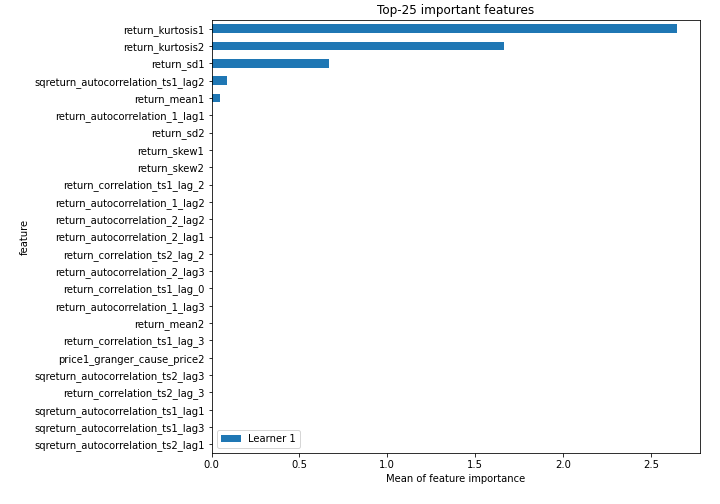 Top-25 important features
return_kurtosis1
return_kurtosis2
return_sd1
sqreturn_autocorrelation_ts1_lag2
return_mean1
return_autocorrelation_1_lag1
return_sd2
return_skew1
return_skew2
return_correlation_ts1_lag_2
return_autocorrelation_1_lag2
return_autocorrelation_2_lag2
return_autocorrelation_2_lag1
return_correlation_ts2_lag_2
return_autocorrelation_2_lag3
return_correlation_ts1_lag_0
return_autocorrelation_1_lag3
return_mean2
return_correlation_ts1_lag_3
price1_granger_cause_price2
sqreturn_autocorrelation_ts2_lag3
return_correlation_ts2_lag_3
sqreturn_autocorrelation_ts1_lag1
sqreturn_autocorrelation_ts1_lag3
sqreturn_autocorrelation_ts2_lag1
feature
Learner 1
0.0 0.5 1.0 1.5 2.0 2.5
Mean of feature importance